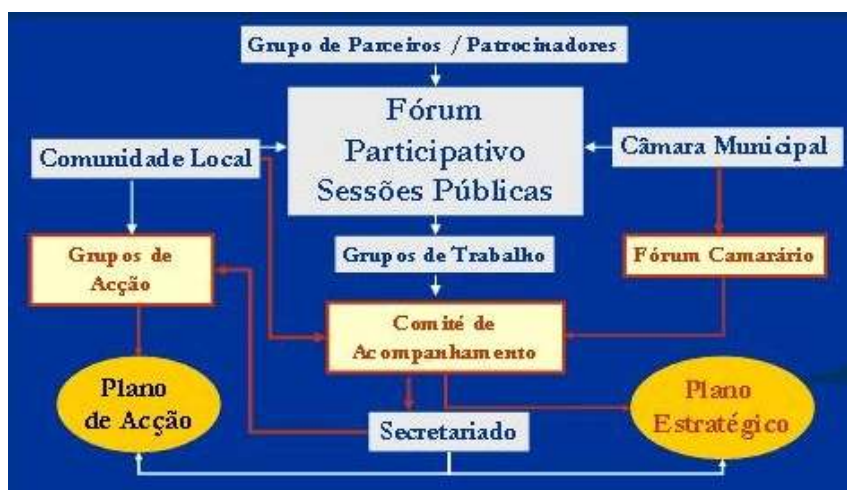 Grupo de Parceiros / Patrocinadores
Fórum
Participativo
Sessões Públicas
Comunidade Local
Câmara Municipal
Grupos de
Acção
Grupos de Trabalho
Fórum Camarário
Comité de
Acompanhamento
Plano
de Acção
Secretariado
Plano
Estratégico